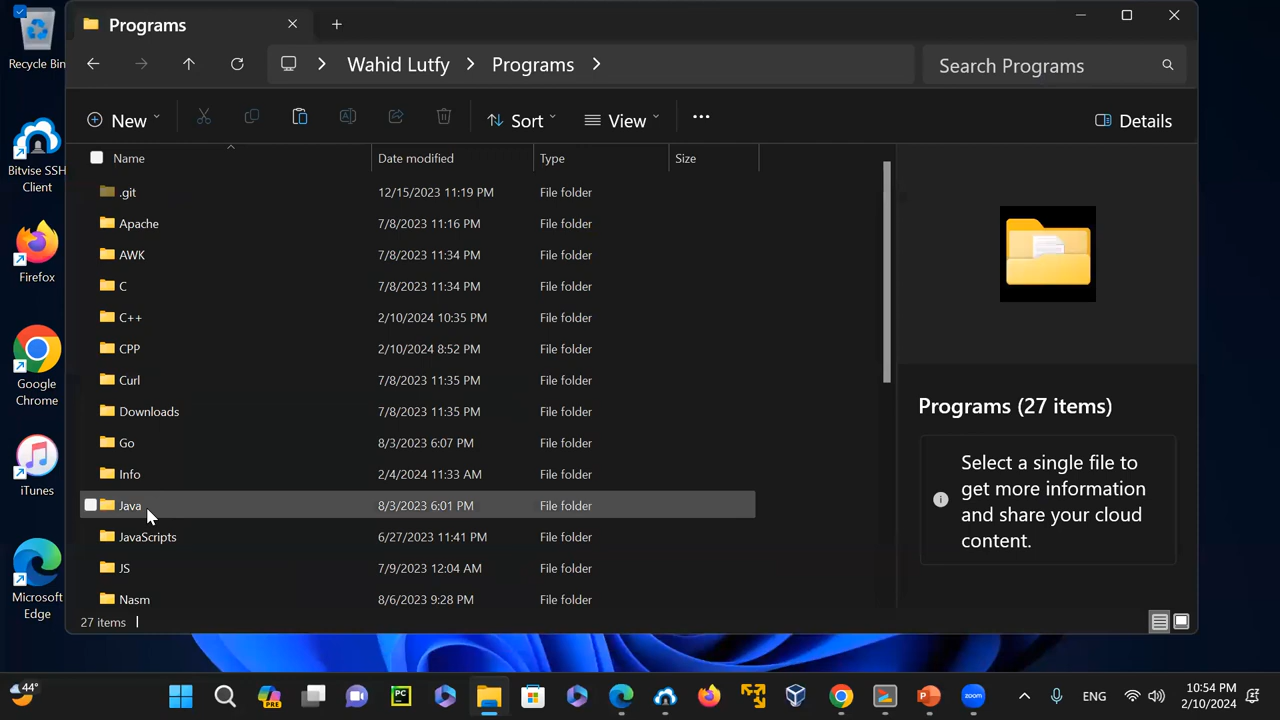 Programs
Wahid Lutfy
Programs
Search Programs
New
Sort
View
Details
Name
Date modified
Type
Size
.git 12/15/2023 11:19 PM File folder
Apache 7/8/2023 11:16 PM File folder
AWK 7/8/2023 11:34 PM File folder
C 7/8/2023 11:34 PM File folder
C++ 2/10/2024 10:35 PM File folder
CPP 2/10/2024 8:52 PM File folder
Curl 7/8/2023 11:35 PM File folder
Downloads 7/8/2023 11:35 PM File folder
Go 8/3/2023 6:07 PM File folder
Info 2/4/2024 11:33 AM File folder
Java 8/3/2023 6:01 PM File folder
JavaScripts 6/27/2023 11:41 PM File folder
JS 7/9/2023 12:04 AM File folder
Nasm 8/6/2023 9:28 PM File folder
27 items
Programs (27 items)
Select a single file to
get more information
and share your cloud
content.
Recycle Bin
Bitvise SSH
Client
Firefox
Google
Chrome
iTunes
Microsoft
Edge
44°
PRE
PC
zoom
ENG
10:54 PM
2/10/2024